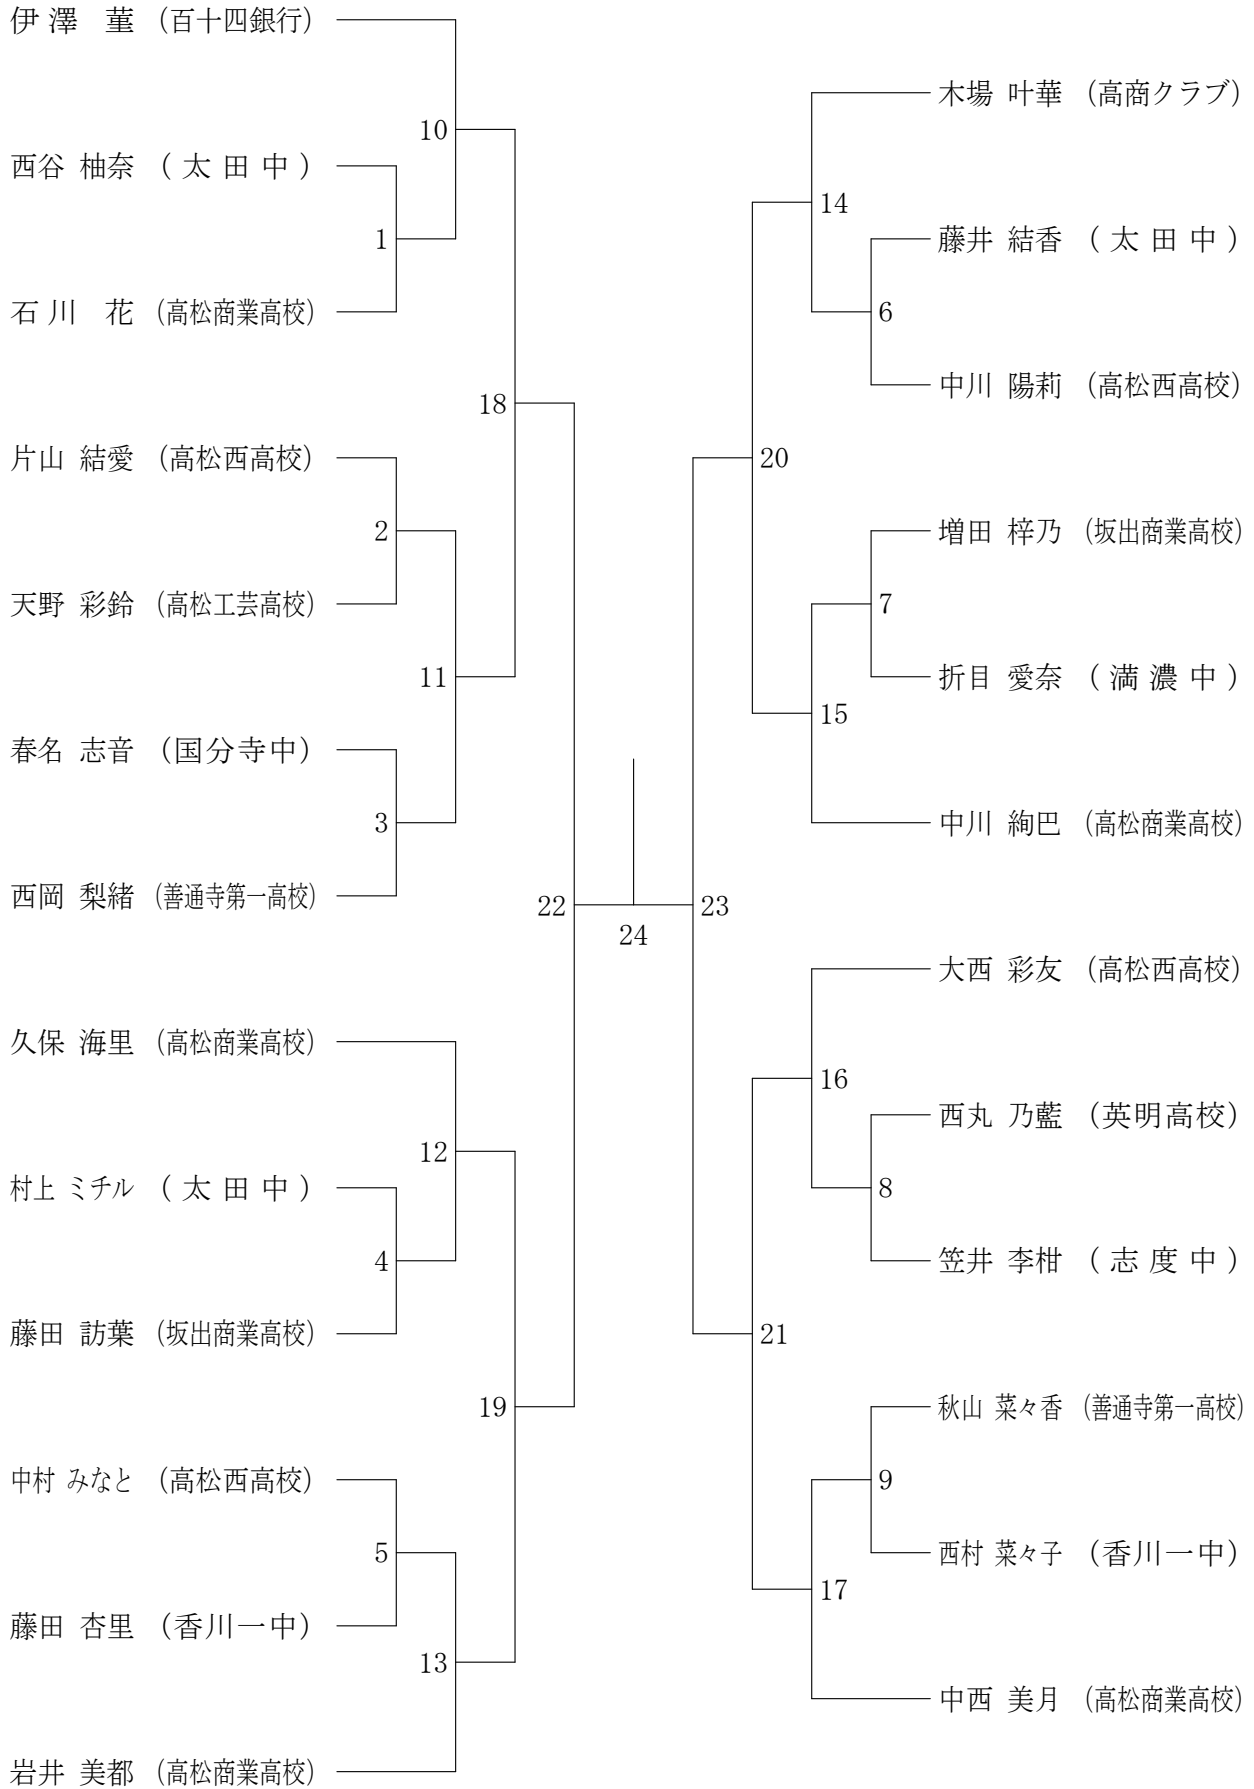 伊澤 菫 (百十四銀行)
西谷 柚奈 (太田中)
石川 花 (高松商業高校)
片山 結愛 (高松西高校)
天野 彩鈴 (高松工芸高校)
春名 志音 (国分寺中)
西岡 梨緒 (善通寺第一高校)
久保 海里 (高松商業高校)
村上 ミチル (太田中)
藤田 訪葉 (坂出商業高校)
中村 みなと (高松西高校)
藤田 杏里 (香川一中)
岩井 美都 (高松商業高校)
1
2
3
4
5
10
11
12
13
18
19
22
24
23
20
21
14
15
16
17
6
7
8
9
木場 叶華 (高商クラブ)
藤井 結香 (太田中)
中川 陽莉 (高松西高校)
増田 梓乃 (坂出商業高校)
折目 愛奈 (満濃中)
中川 絢巴 (高松商業高校)
大西 彩友 (高松西高校)
西丸 乃藍 (英明高校)
笠井 李柑 (志度中)
秋山 菜々香 (善通寺第一高校)
西村 菜々子 (香川一中)
中西 美月 (高松商業高校)